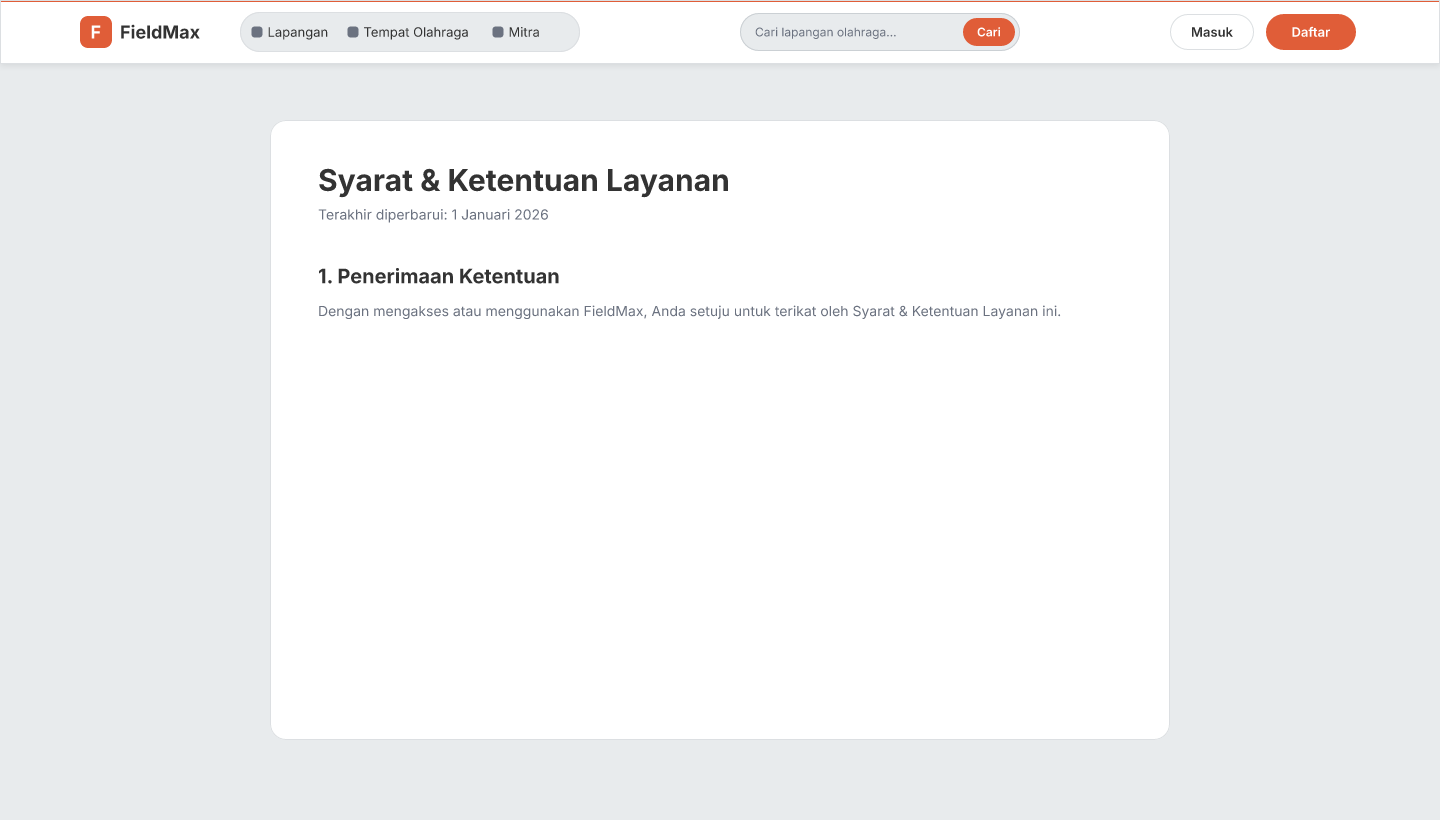 F FieldMax
Lapangan Tempat Olahraga Mitra
Cari lapangan olahraga...
Cari
Masuk
Daftar
Syarat & Ketentuan Layanan
Terakhir diperbarui: 1 Januari 2026
1. Penerimaan Ketentuan
Dengan mengakses atau menggunakan FieldMax, Anda setuju untuk terikat oleh Syarat & Ketentuan Layanan ini.